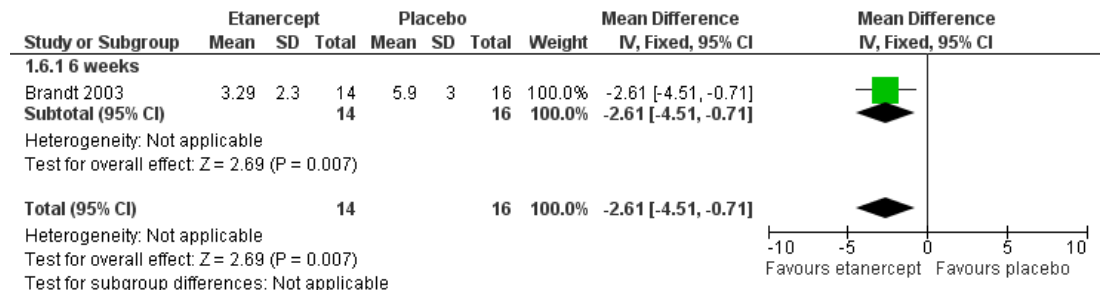 Etanercept Placebo Mean Difference Mean Difference
Study or Subgroup Mean SD Total Mean SD Total Weight IV, Fixed, 95% CI IV, Fixed, 95% CI
1.6.1 6 weeks
Brandt 2003 3.29 2.3 14 5.9 3 16 100.0% -2.61 [-4.51, -0.71]
Subtotal (95% CI) 14 16 100.0% -2.61 [-4.51, -0.71]
Heterogeneity: Not applicable
Test for overall effect: Z = 2.69 (P = 0.007)
Total (95% CI) 14 16 100.0% -2.61 [-4.51, -0.71]
Heterogeneity: Not applicable
Test for overall effect: Z = 2.69 (P = 0.007)
Test for subgroup differences: Not applicable
-10 -5 0 5 10
Favours etanercept Favours placebo